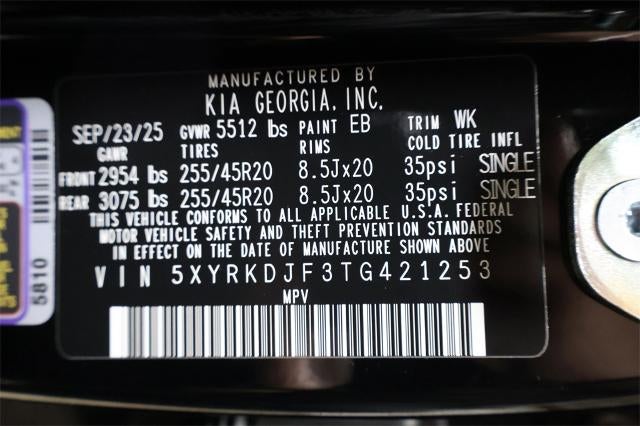 MANUFACTURED BY
KIA GEORGIA, INC.
SEP/23/25 GVWR 5512 lbs PAINT EB TRIM WK
GAWR TIRES RIMS COLD TIRE INFL
FRONT 2954 lbs 255/45R20 8.5Jx20 35psi SINGLE
REAR 3075 lbs 255/45R20 8.5Jx20 35psi SINGLE
THIS VEHICLE CONFORMS TO ALL APPLICABLE U.S.A. FEDERAL
MOTOR VEHICLE SAFETY AND THEFT PREVENTION STANDARDS
IN EFFECT ON THE DATE OF MANUFACTURE SHOWN ABOVE
VIN 5XYRKDJF3TG421253
MPV
5810